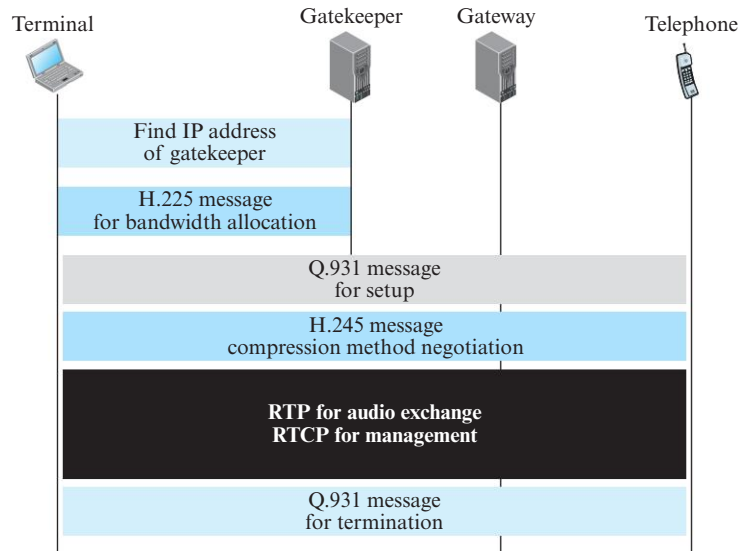 Terminal
Gatekeeper
Gateway
Telephone
Find IP address
of gatekeeper
H.225 message
for bandwidth allocation
Q.931 message
for setup
H.245 message
compression method negotiation
RTP for audio exchange
RTCP for management
Q.931 message
for termination